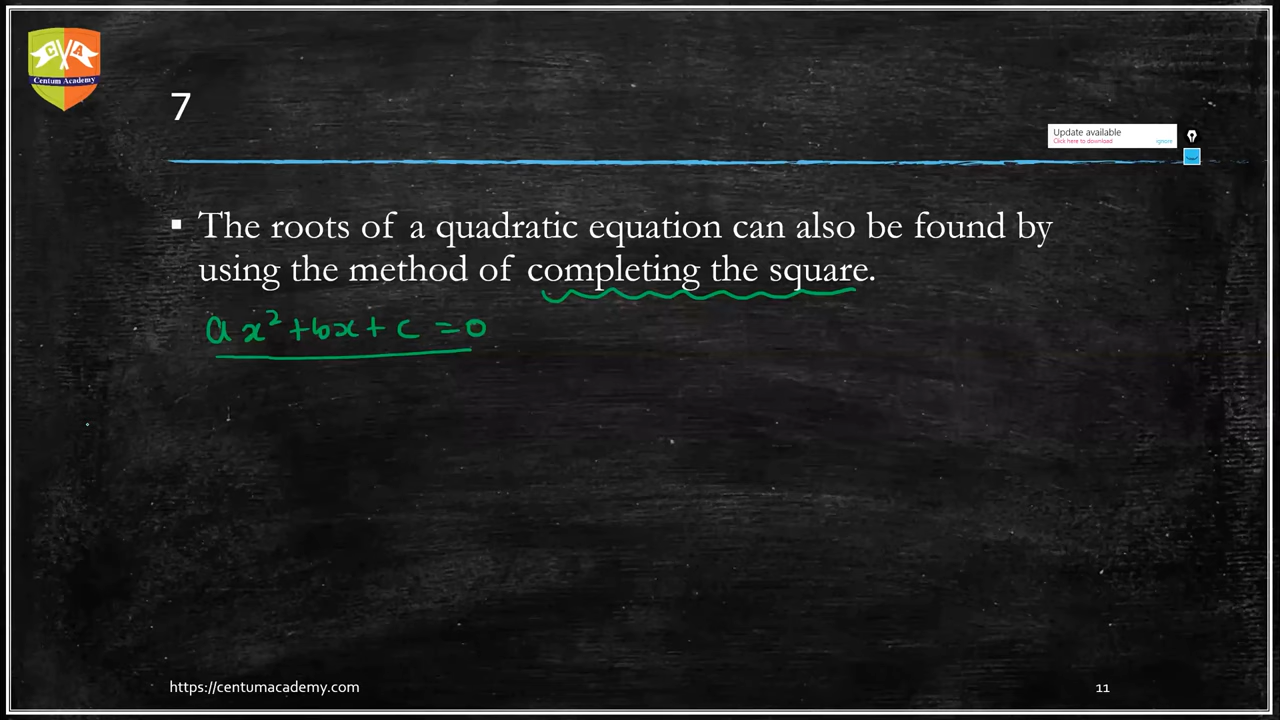 C A
Centum Academy
7
Update available
Click here to download ignore
▪ The roots of a quadratic equation can also be found by
using the method of completing the square.
ax² + bx + c = 0
https://centumacademy.com
11